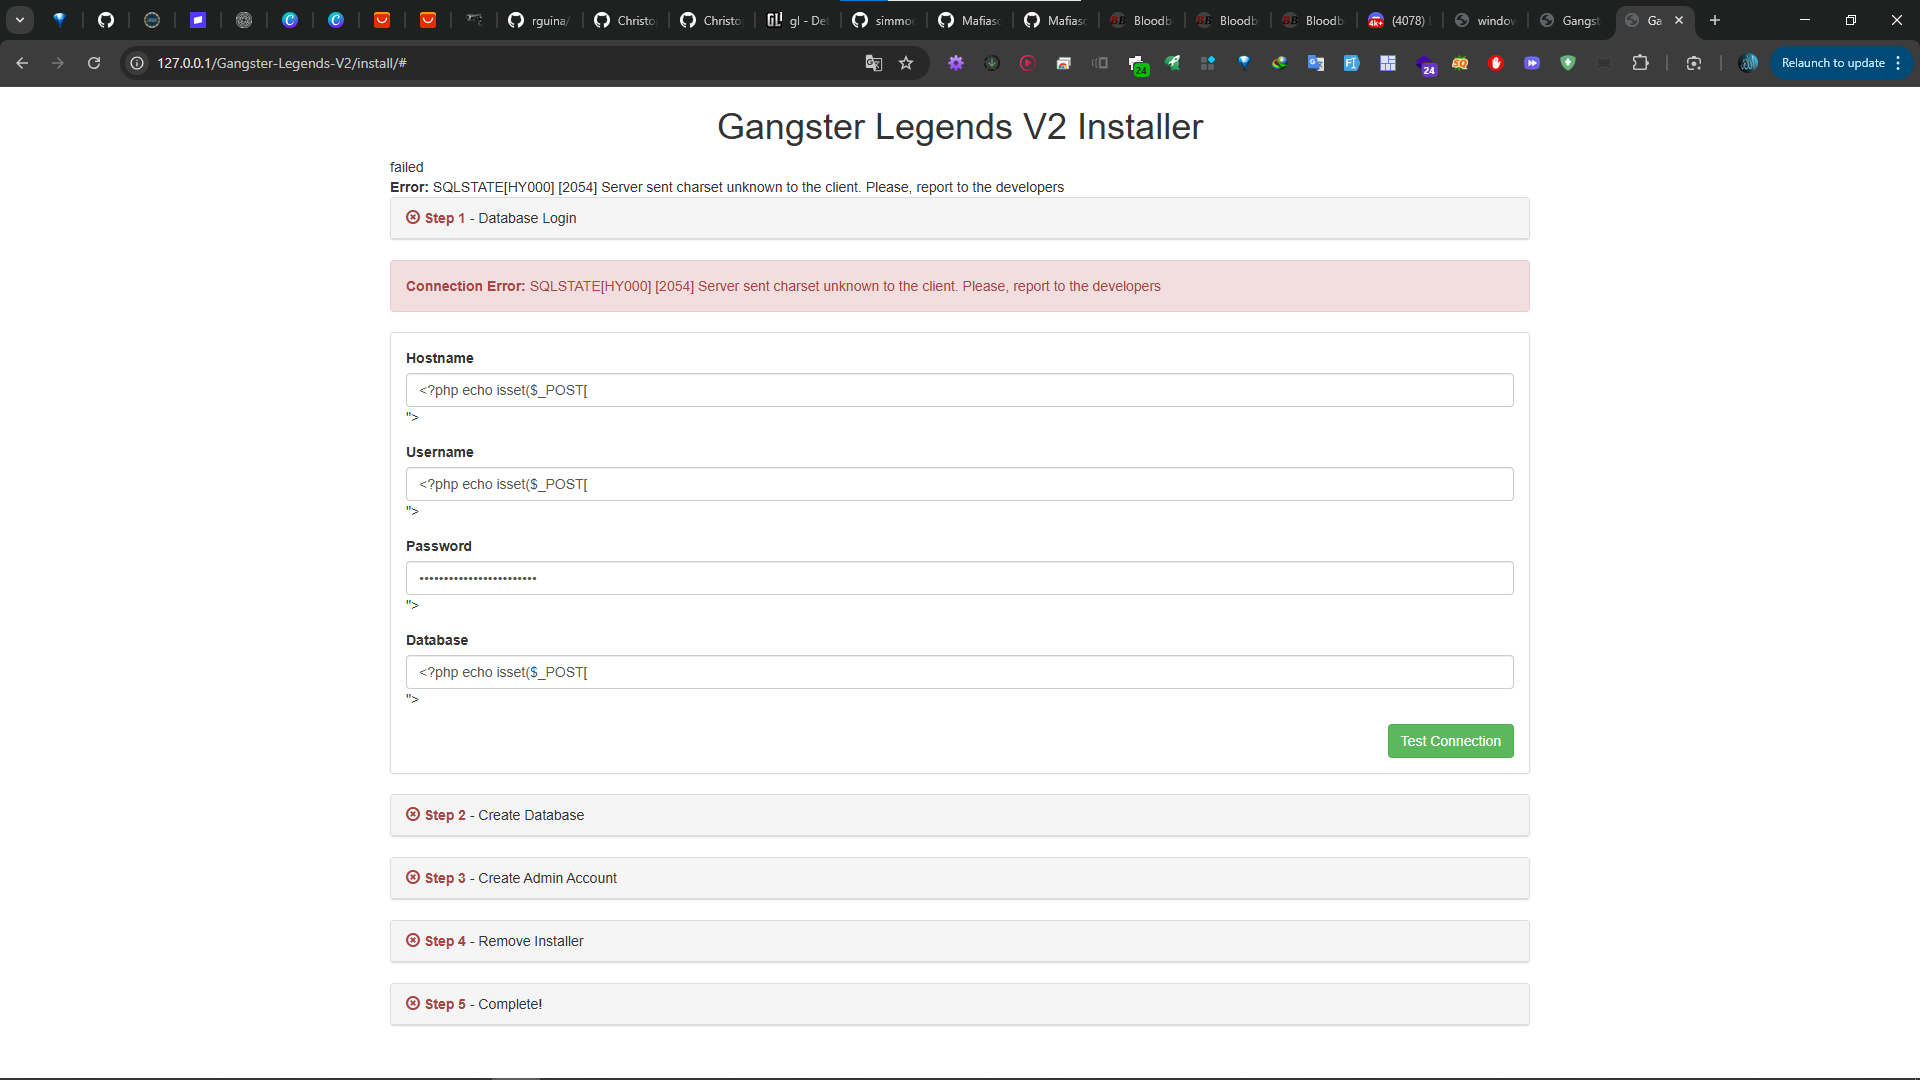 rguina/
Christo
Christo
gl - Det
simmo
Mafias
Mafias
Bloodb
Bloodb
Bloodb
(4078)
window
Gangst
Ga
127.0.0.1/Gangster-Legends-V2/install/#
24
24
Relaunch to update
Gangster Legends V2 Installer
failed
Error: SQLSTATE[HY000] [2054] Server sent charset unknown to the client. Please, report to the developers
Step 1 - Database Login
Connection Error: SQLSTATE[HY000] [2054] Server sent charset unknown to the client. Please, report to the developers
Hostname
<?php echo isset($_POST[
">
Username
<?php echo isset($_POST[
">
Password
••••••••••••••••••••••••
">
Database
<?php echo isset($_POST[
">
Test Connection
Step 2 - Create Database
Step 3 - Create Admin Account
Step 4 - Remove Installer
Step 5 - Complete!